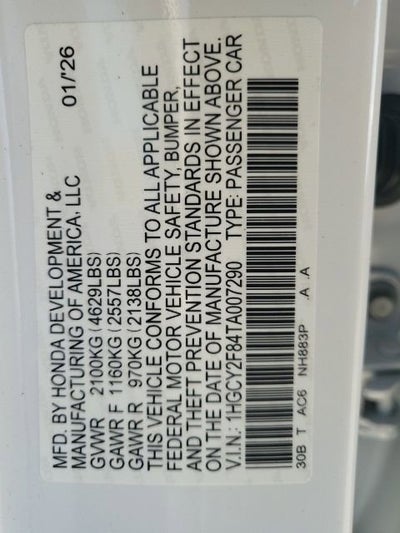 MFD. BY HONDA DEVELOPMENT & 01/'26
MANUFACTURING OF AMERICA, LLC
GVWR 2100KG (4629LBS)
GAWR F 1160KG (2557LBS)
GAWR R 970KG (2138LBS)
THIS VEHICLE CONFORMS TO ALL APPLICABLE
FEDERAL MOTOR VEHICLE SAFETY, BUMPER,
AND THEFT PREVENTION STANDARDS IN EFFECT
ON THE DATE OF MANUFACTURE SHOWN ABOVE.
V.I.N.: 1HGCY2F84TA007290 TYPE: PASSENGER CAR
30B T AC6 NH883P .A .A